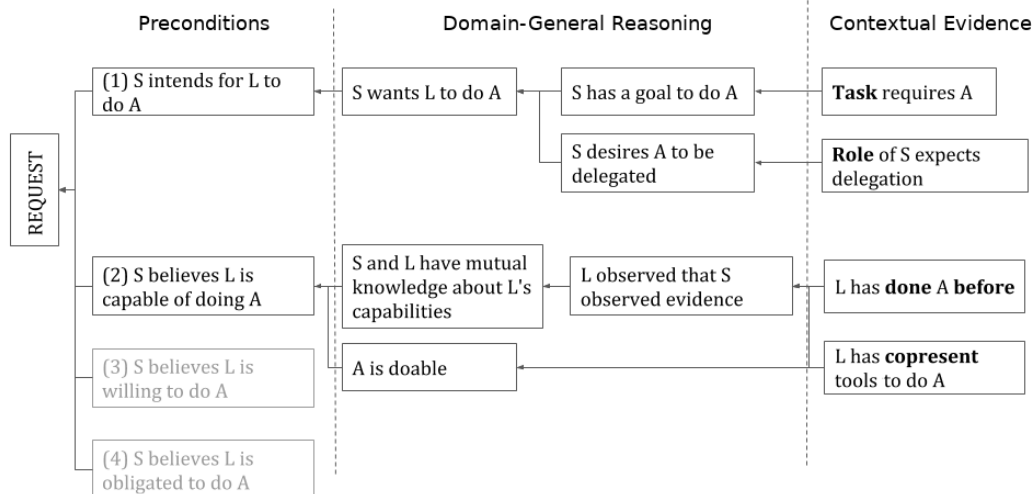 Preconditions
Domain-General Reasoning
Contextual Evidence
REQUEST
(1) S intends for L to
do A
S wants L to do A
S has a goal to do A
Task requires A
S desires A to be
delegated
Role of S expects
delegation
(2) S believes L is
capable of doing A
S and L have mutual
knowledge about L's
capabilities
L observed that S
observed evidence
L has done A before
(3) S believes L is
willing to do A
A is doable
L has copresent
tools to do A
(4) S believes L is
obligated to do A